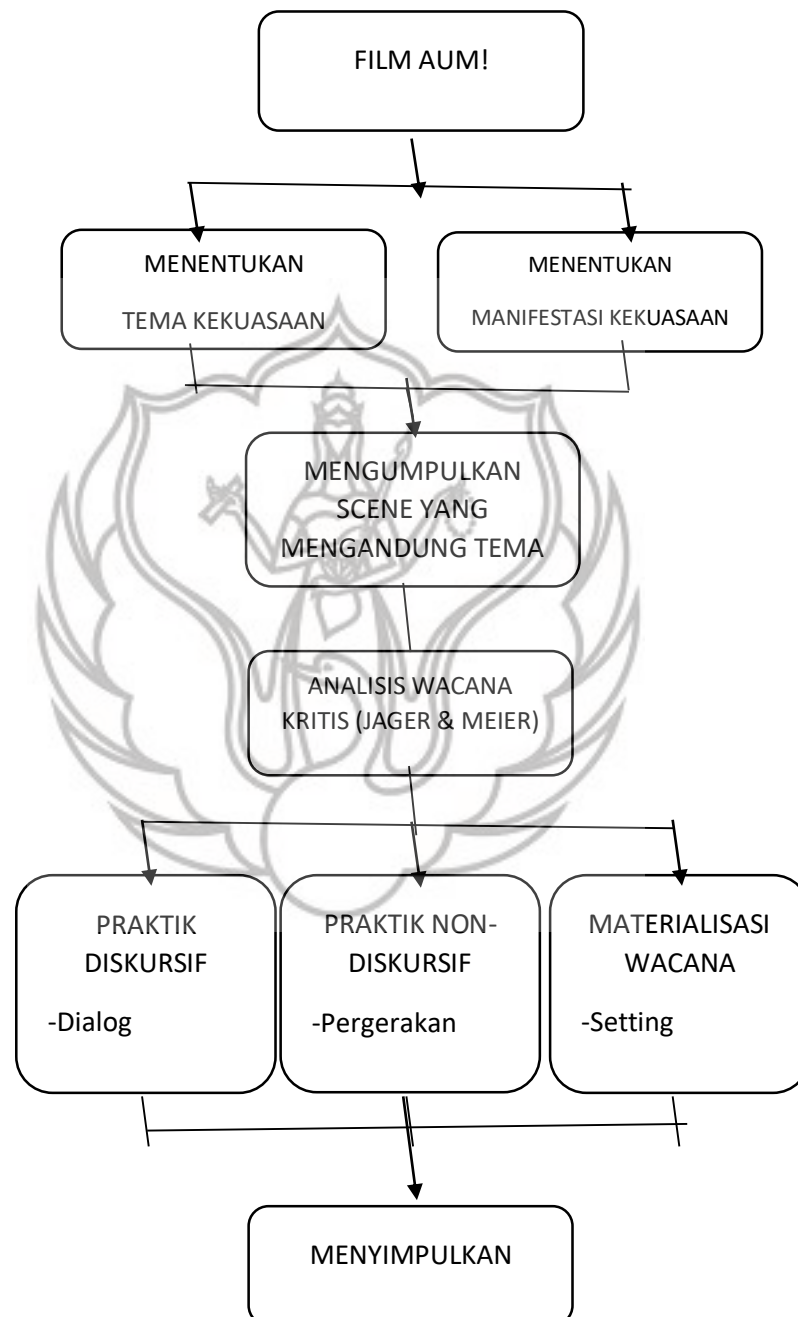 FILM AUM!
MENENTUKAN
TEMA KEKUASAAN
MENENTUKAN
MANIFESTASI KEKUASAAN
MENGUMPULKAN
SCENE YANG
MENGANDUNG TEMA
ANALISIS WACANA
KRITIS (JAGER & MEIER)
PRAKTIK
DISKURSIF
-Dialog
PRAKTIK NON-
DISKURSIF
-Pergerakan
MATERIALISASI
WACANA
-Setting
MENYIMPULKAN